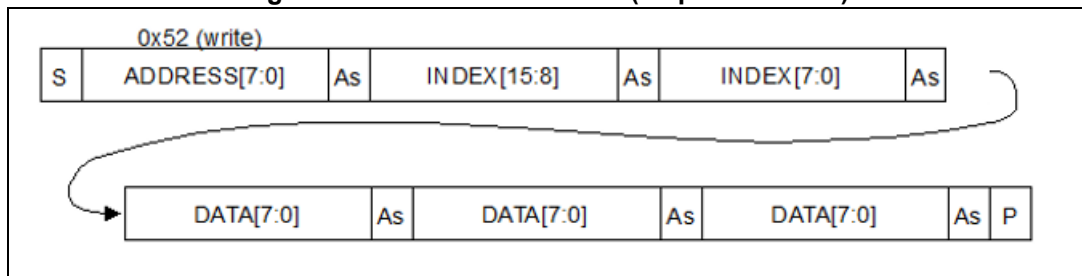 0x52 (write)
S ADDRESS[7:0] As INDEX[15:8] As INDEX[7:0] As
DATA[7:0] As DATA[7:0] As DATA[7:0] As P